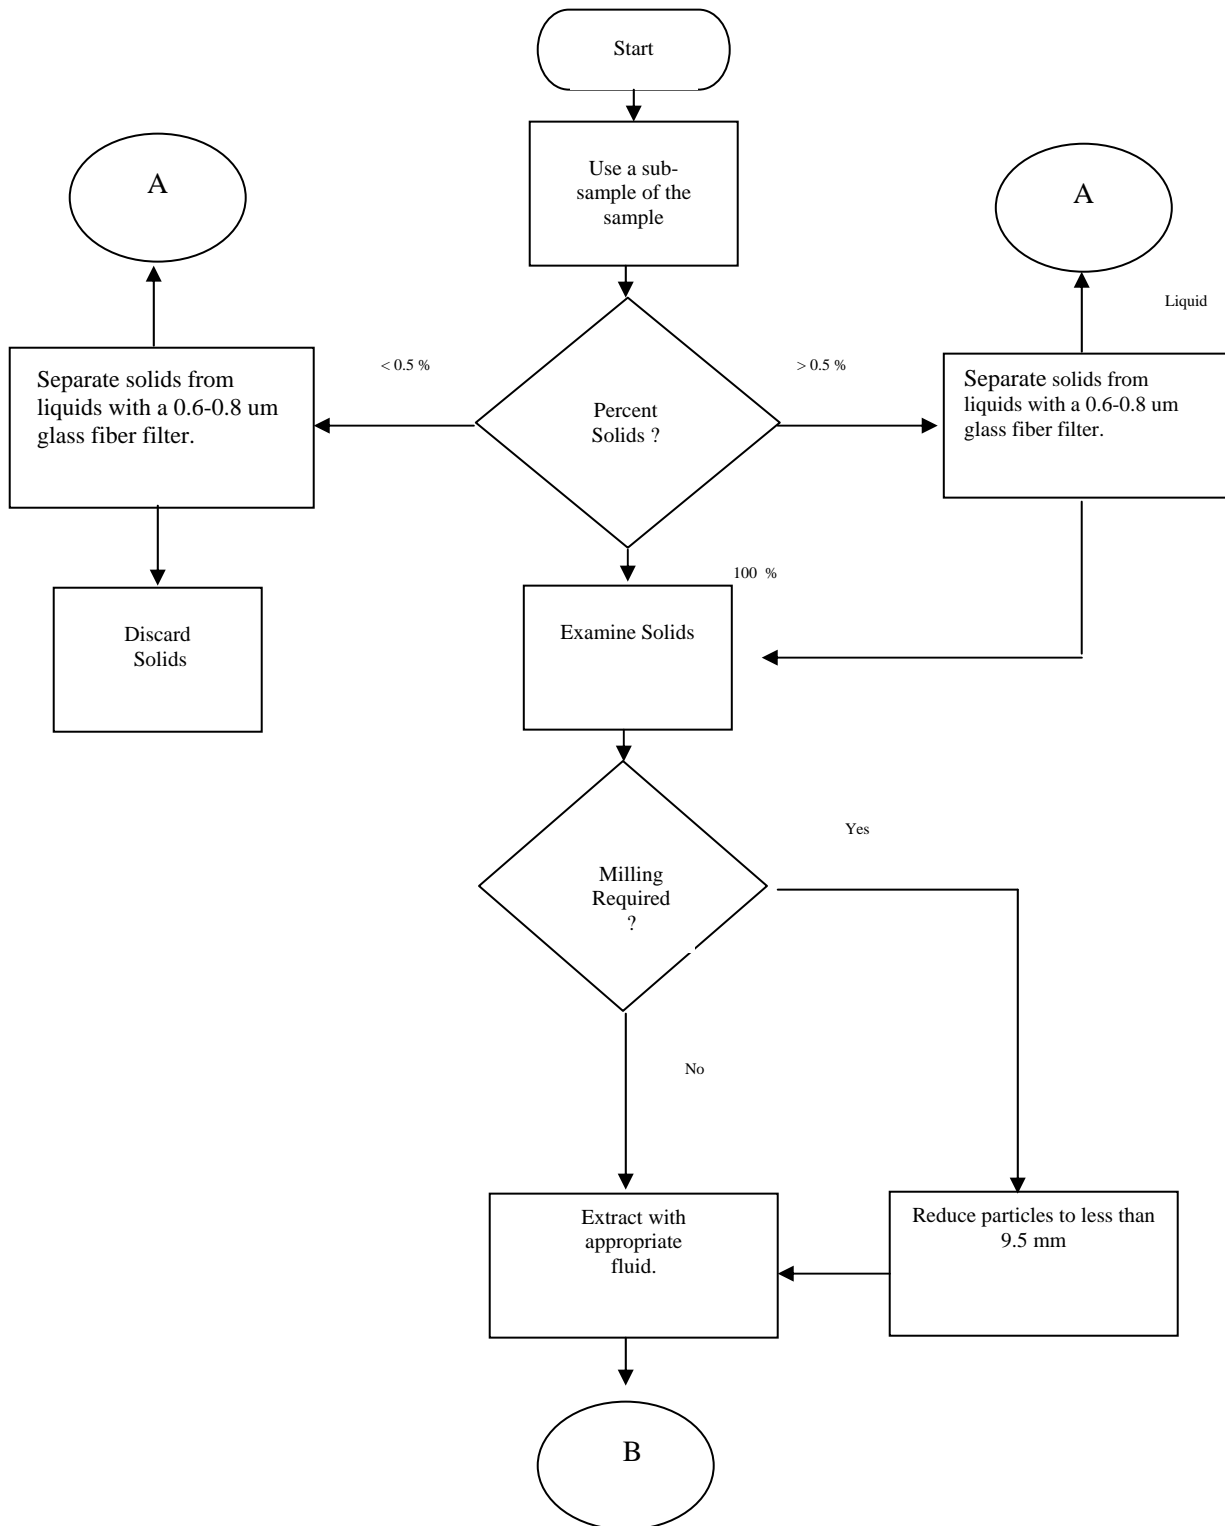 Start
Use a sub-
sample of the
sample
A
A
Liquid
< 0.5 %
> 0.5 %
Separate solids from
liquids with a 0.6-0.8 um
glass fiber filter.
Percent
Solids ?
Separate solids from
liquids with a 0.6-0.8 um
glass fiber filter.
100 %
Discard
Solids
Examine Solids
Yes
Milling
Required
?
No
Extract with
appropriate
fluid.
Reduce particles to less than
9.5 mm
B